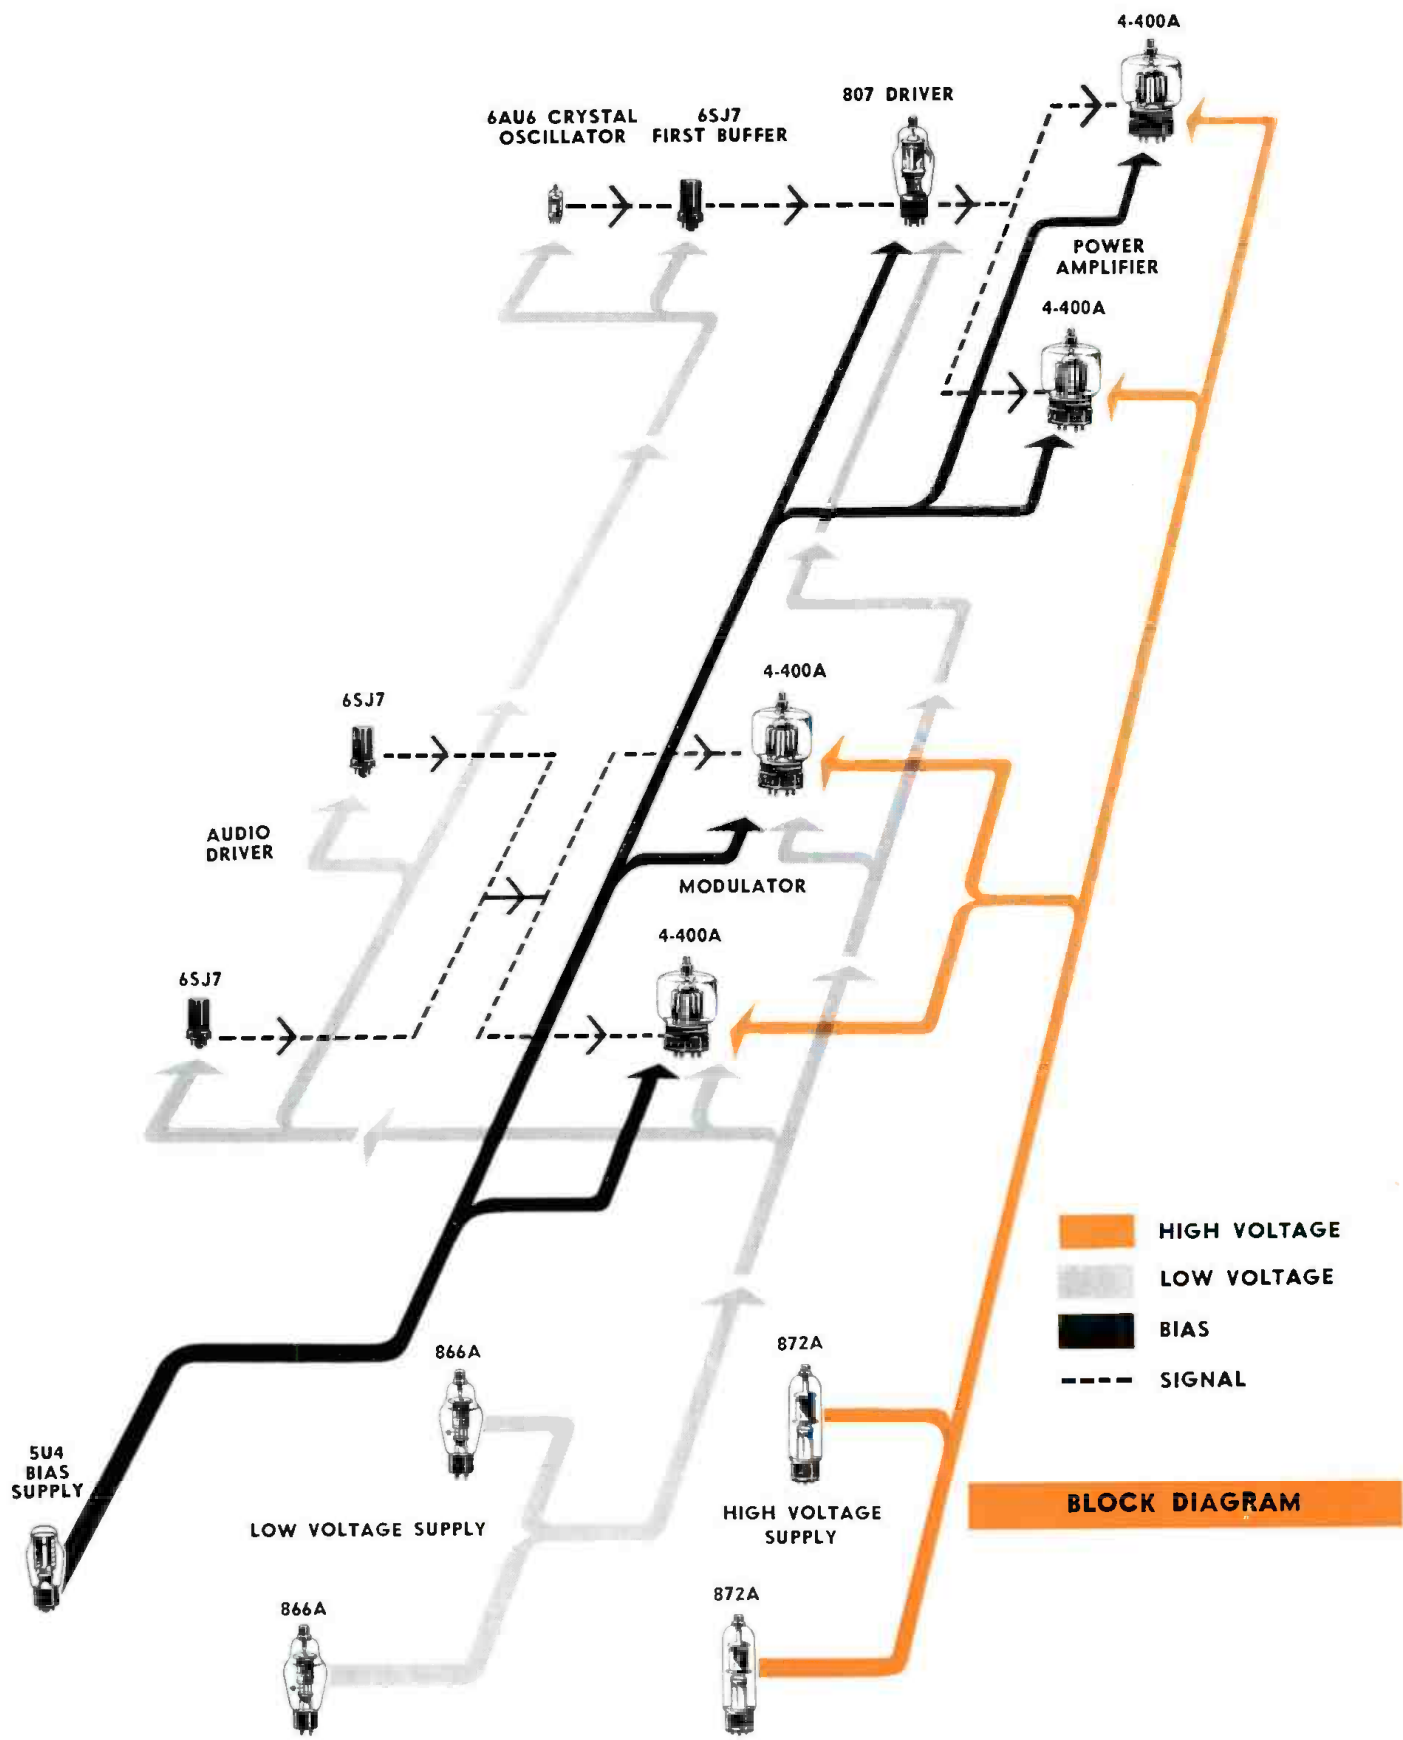 4-400A
807 DRIVER
6AU6 CRYSTAL
OSCILLATOR
6SJ7
FIRST BUFFER
POWER
AMPLIFIER
4-400A
4-400A
6SJ7
AUDIO
DRIVER
MODULATOR
4-400A
6SJ7
HIGH VOLTAGE
LOW VOLTAGE
BIAS
SIGNAL
866A
872A
5U4
BIAS
SUPPLY
LOW VOLTAGE SUPPLY
HIGH VOLTAGE
SUPPLY
BLOCK DIAGRAM
866A
872A